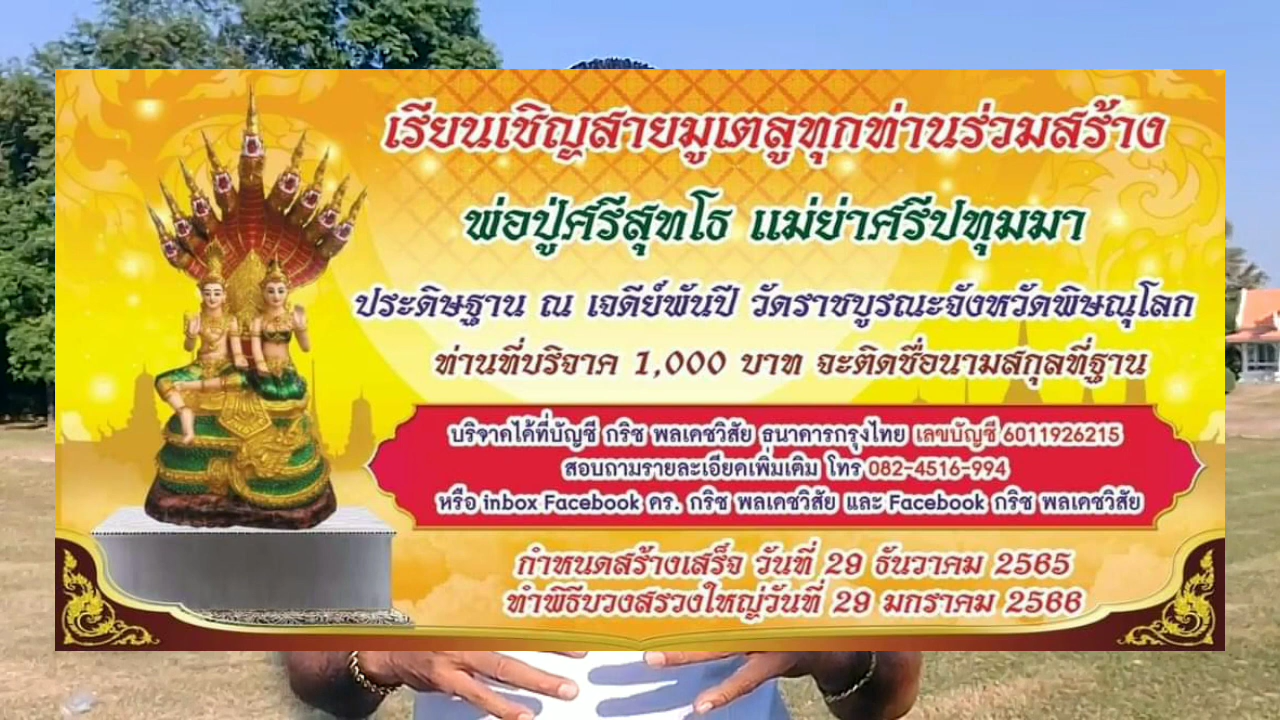 เรียนเชิญสายมูเตลูทุกท่านร่วมสร้าง
พ่อปู่ศรีสุทโธ แม่ย่าศรีปทุมมา
ประดิษฐาน ณ เจดีย์พันปี วัดราชบูรณะจังหวัดพิษณุโลก
ท่านที่บริจาค 1,000 บาท จะติดชื่อนามสกุลที่ฐาน
บริจาคได้ที่บัญชี กริช พลเดชวิสัย ธนาคารกรุงไทย เลขบัญชี 6011926215
สอบถามรายละเอียดเพิ่มเติม โทร 082-4516-994
หรือ inbox Facebook ดร. กริช พลเดชวิสัย และ Facebook กริช พลเดชวิสัย
กำหนดสร้างเสร็จ วันที่ 29 ธันวาคม 2565
ทำพิธีบวงสรวงใหญ่วันที่ 29 มกราคม 2566